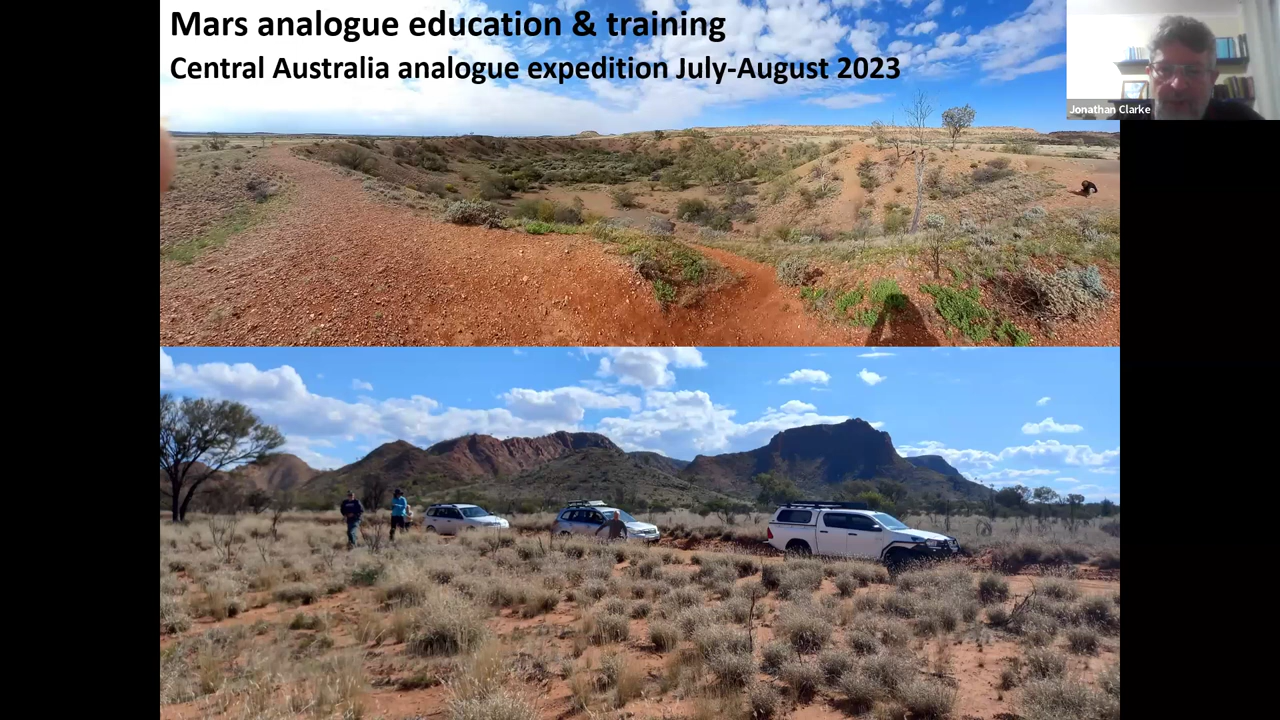 Mars analogue education & training
Central Australia analogue expedition July-August 2023
Jonathan Clarke